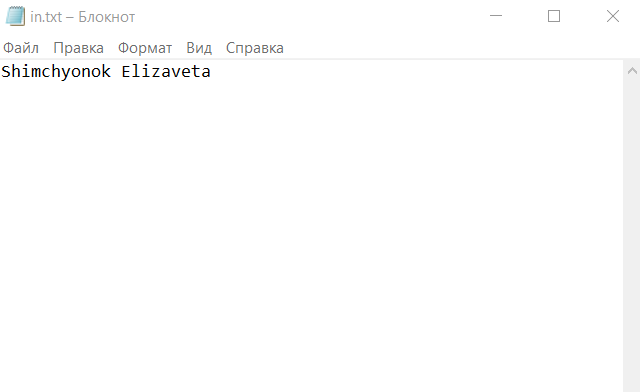 in.txt – Блокнот
Файл Правка Формат Вид Справка
Shimchyonok Elizaveta